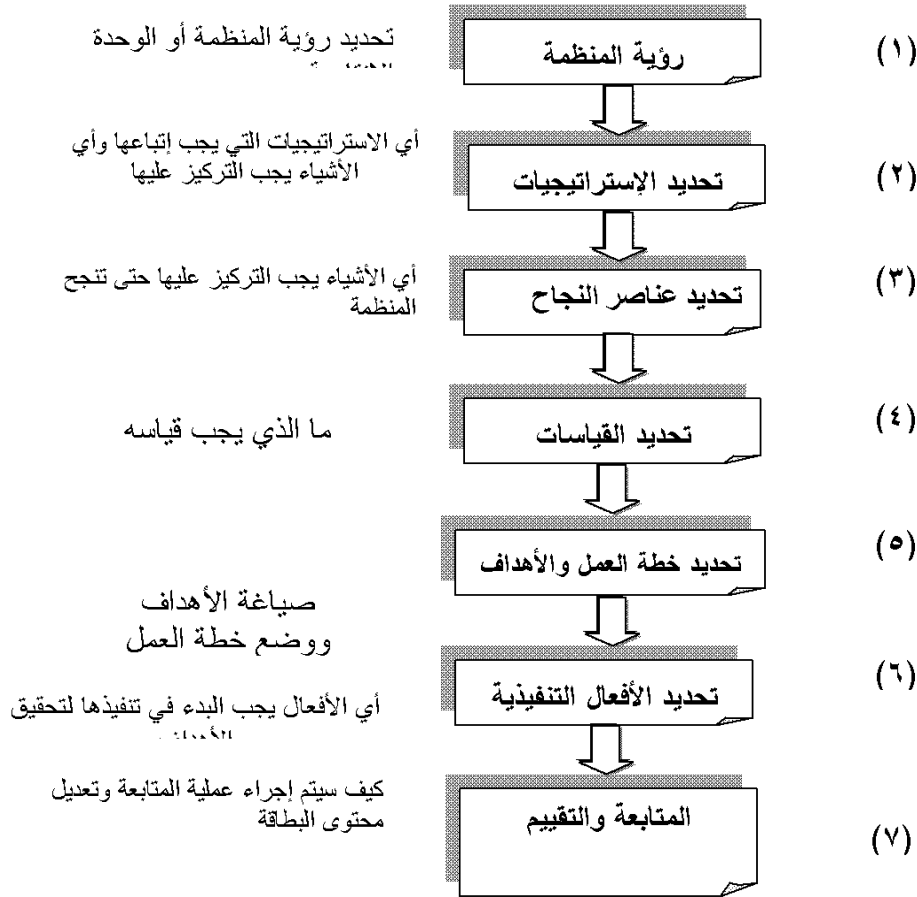 (١)
رؤية المنظمة
تحديد رؤية المنظمة أو الوحدة
(٢)
تحديد الإستراتيجيات
أي الاستراتيجيات التي يجب إتباعها وأي
الأشياء يجب التركيز عليها
(٣)
تحديد عناصر النجاح
أي الأشياء يجب التركيز عليها حتى تنجح
المنظمة
(٤)
تحديد القياسات
ما الذي يجب قياسه
(٥)
تحديد خطة العمل والأهداف
صياغة الأهداف
ووضع خطة العمل
(٦)
تحديد الأفعال التنفيذية
أي الأفعال يجب البدء في تنفيذها لتحقيق
الأهداف
(٧)
المتابعة والتقييم
كيف سيتم إجراء عملية المتابعة وتعديل
محتوى البطاقة